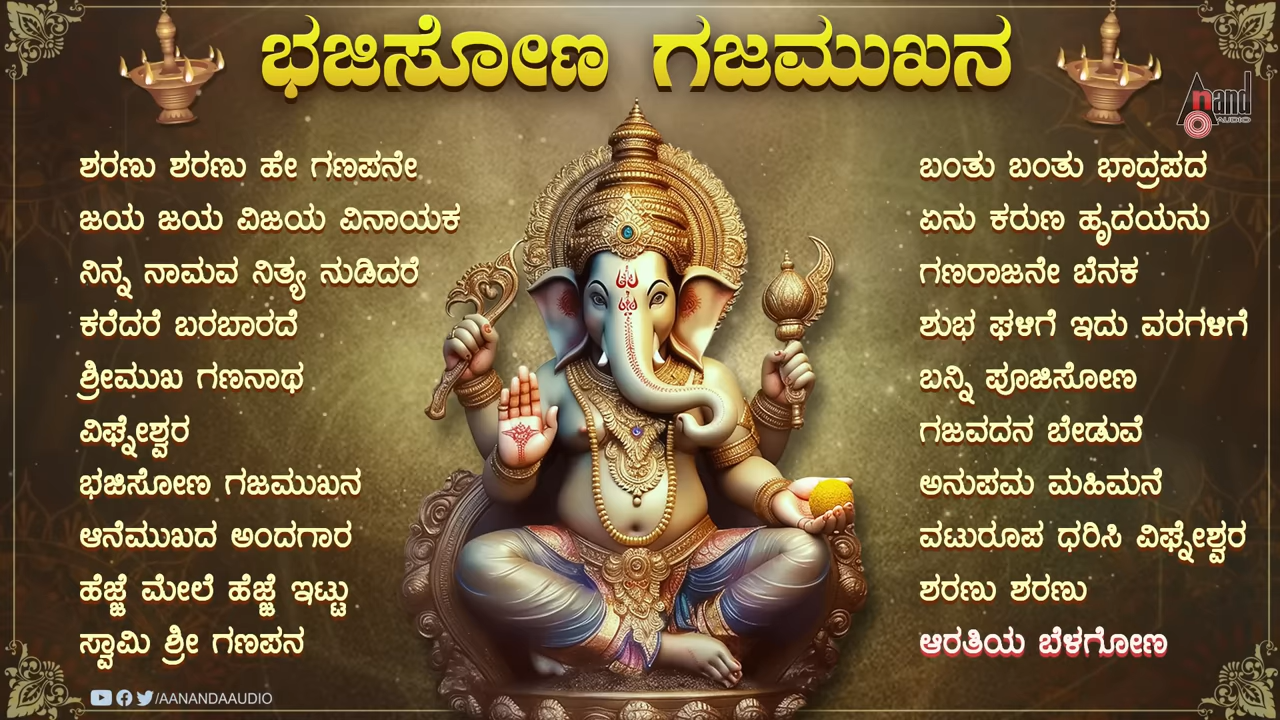 ಭಜಿಸೋಣ ಗಜಮುಖನ
Anand
AUDIO
ಶರಣು ಶರಣು ಹೇ ಗಣಪನೇ
ಜಯ ಜಯ ವಿಜಯ ವಿನಾಯಕ
ನಿನ್ನ ನಾಮವ ನಿತ್ಯ ನುಡಿದರೆ
ಕರೆದರೆ ಬರಬಾರದೆ
ಶ್ರೀಮುಖ ಗಣನಾಥ
ವಿಘ್ನೇಶ್ವರ
ಭಜಿಸೋಣ ಗಜಮುಖನ
ಆನೆಮುಖದ ಅಂದಗಾರ
ಹೆಜ್ಜೆ ಮೇಲೆ ಹೆಜ್ಜೆ ಇಟ್ಟು
ಸ್ವಾಮಿ ಶ್ರೀ ಗಣಪನ
ಬಂತು ಬಂತು ಭಾದ್ರಪದ
ಏನು ಕರುಣ ಹೃದಯನು
ಗಣರಾಜನೇ ಬೆನಕ
ಶುಭ ಘಳಿಗೆ ಇದು ವರಗಳಿಗೆ
ಬನ್ನಿ ಪೂಜಿಸೋಣ
ಗಜವದನ ಬೇಡುವೆ
ಅನುಪಮ ಮಹಿಮನೆ
ವಟುರೂಪ ಧರಿಸಿ ವಿಘ್ನೇಶ್ವರ
ಶರಣು ಶರಣು
ಆರತಿಯ ಬೆಳಗೋಣ
/AANANDAAUDIO